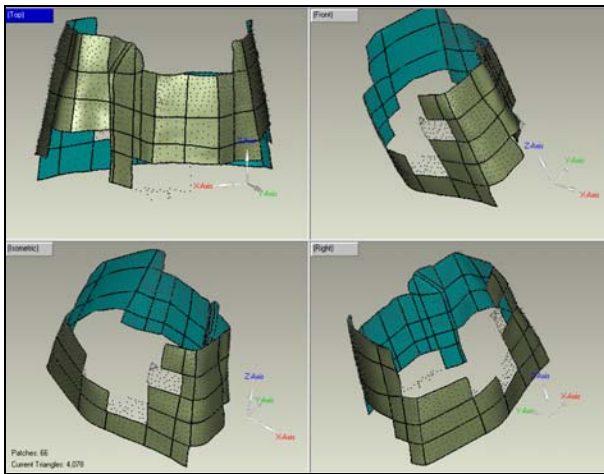 (Top)
Z-Axis
X-Axis
Y-Axis
(Front)
Z-Axis
Y-Axis
X-Axis
(Isometric)
Z-Axis
Y-Axis
X-Axis
Patches: 66
Current Triangles: 4,078
(Right)
Z-Axis
Y-Axis
X-Axis